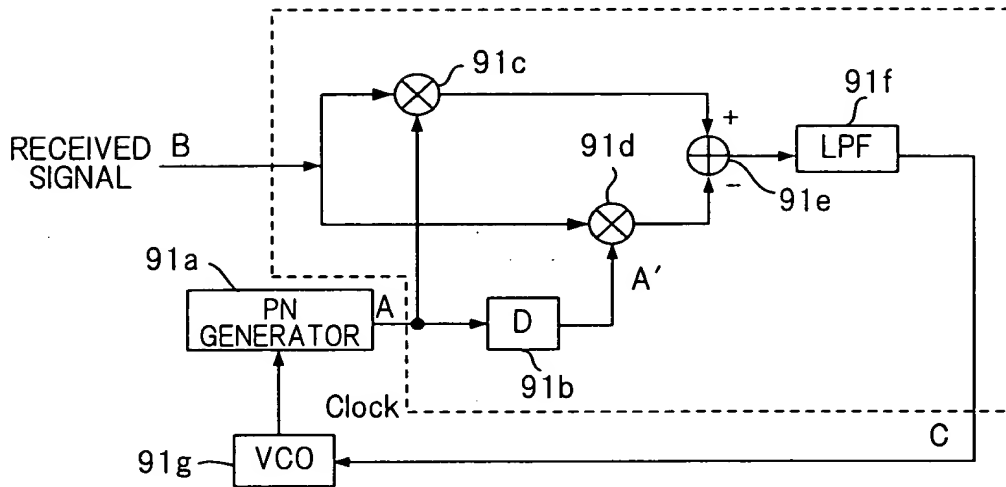 91c
91f
RECEIVED
SIGNAL
B
+
LPF
91d
−
91e
91a
A′
PN
GENERATOR
A
D
91b
Clock
C
91g
VCO